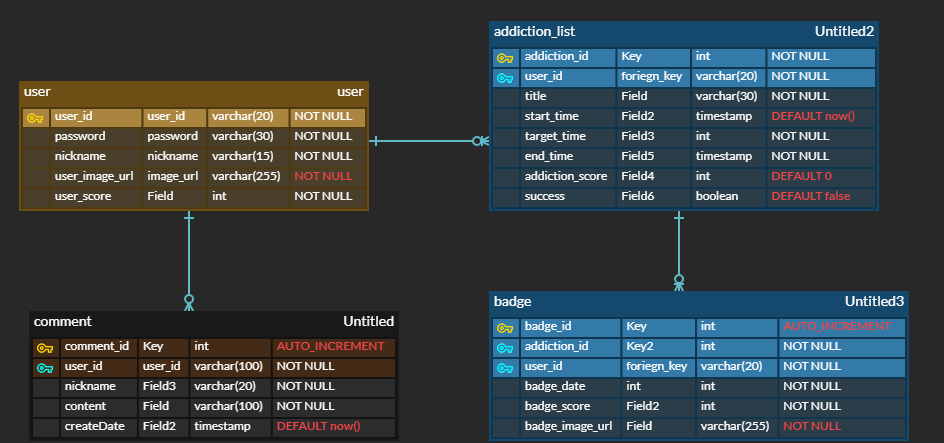 addiction_list Untitled2
addiction_id Key int NOT NULL
user_id foriegn_key varchar(20) NOT NULL
title Field varchar(30) NOT NULL
start_time Field2 timestamp DEFAULT now()
target_time Field3 int NOT NULL
end_time Field5 timestamp NOT NULL
addiction_score Field4 int DEFAULT 0
success Field6 boolean DEFAULT false
user user
user_id user_id varchar(20) NOT NULL
password password varchar(30) NOT NULL
nickname nickname varchar(15) NOT NULL
user_image_url image_url varchar(255) NOT NULL
user_score Field int NOT NULL
comment Untitled
comment_id Key int AUTO_INCREMENT
user_id user_id varchar(100) NOT NULL
nickname Field3 varchar(20) NOT NULL
content Field varchar(100) NOT NULL
createDate Field2 timestamp DEFAULT now()
badge Untitled3
badge_id Key int AUTO_INCREMENT
addiction_id Key2 int NOT NULL
user_id foriegn_key varchar(20) NOT NULL
badge_date int int NOT NULL
badge_score Field2 int NOT NULL
badge_image_url Field varchar(255) NOT NULL